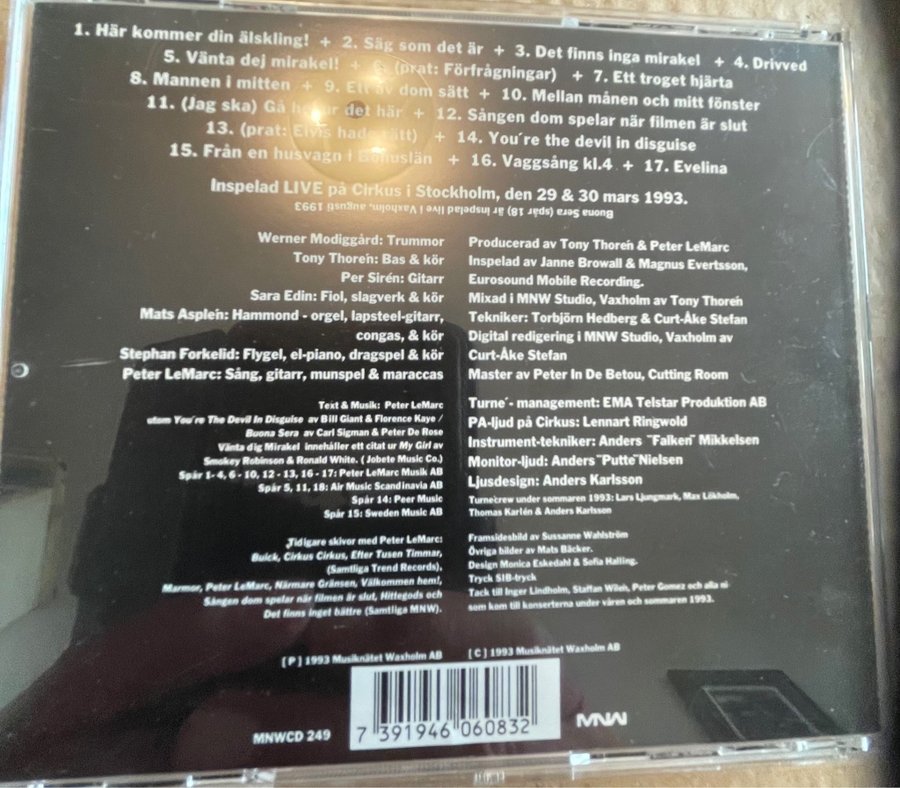 1. Här kommer din älskling! + 2. Säg som det är + 3. Det finns inga mirakel + 4. Drivved
5. Vänta dej mirakel! + 6. (prat: Förfrågningar) + 7. Ett troget hjärta
8. Mannen i mitten + 9. Ett av dom sätt + 10. Mellan månen och mitt fönster
11. (Jag ska) Gå hel ur det här + 12. Sången dom spelar när filmen är slut
13. (prat: Elvis hade rätt) + 14. You´re the devil in disguise
15. Från en husvagn i Bohuslän + 16. Vaggsång kl.4 + 17. Evelina
Inspelad LIVE på Cirkus i Stockholm, den 29 & 30 mars 1993.
Buona Sera (spår 18) är inspelad live i Vaxholm, augusti 1993
Werner Modiggård: Trummor
Tony Thorén: Bas & kör
Per Sirén: Gitarr
Sara Edin: Fiol, slagverk & kör
Mats Asplen: Hammond - orgel, lapsteel-gitarr,
congas, & kör
Stephan Forkelid: Flygel, el-piano, dragspel & kör
Peter LeMarc: Sång, gitarr, munspel & maraccas
Text & Musik: Peter LeMarc
utom You're The Devil In Disguise av Bill Giant & Florence Kaye /
Buona Sera av Carl Sigman & Peter De Rose
Vänta dig Mirakel innehåller ett citat ur My Girl av
Smokey Robinson & Ronald White. ( Jobete Music Co.)
Spår 1- 4, 6 - 10, 12 - 13, 16 - 17: Peter LeMarc Musik AB
Spår 5, 11, 18: Air Music Scandinavia AB
Spår 14: Peer Music
Spår 15: Sweden Music AB
Tidigare skivor med Peter LeMarc:
Buick, Cirkus Cirkus, Efter Tusen Timmar,
(Samtliga Trend Records),
Marmor, Peter LeMarc, Närmare Gränsen, Välkommen hem!,
Sången dom spelar när filmen är slut, Hittegods och
Det finns inget bättre (Samtliga MNW).
[ P ] 1993 Musiknätet Waxholm AB
Producerad av Tony Thorén & Peter LeMarc
Inspelad av Janne Browall & Magnus Evertsson,
Eurosound Mobile Recording.
Mixad i MNW Studio, Vaxholm av Tony Thorén
Tekniker: Torbjörn Hedberg & Curt-Åke Stefan
Digital redigering i MNW Studio, Vaxholm av
Curt-Åke Stefan
Master av Peter In De Betou, Cutting Room
Turne´- management: EMA Telstar Produktion AB
PA-ljud på Cirkus: Lennart Ringwold
Instrument-tekniker: Anders ¨Falken¨ Mikkelsen
Monitor-ljud: Anders ¨Putte¨Nielsen
Ljusdesign: Anders Karlsson
Turnécrew under sommaren 1993: Lars Ljungmark, Max Lökholm,
Thomas Karlén & Anders Karlsson
Framsidesbild av Susanne Wahlström
Övriga bilder av Mats Bäcker.
Design Monica Eskedahl & Sofia Halling.
Tryck SIB-tryck
Tack till Inger Lindholm, Staffan Wilén, Peter Gomez och alla ni
som kom till konserterna under våren och sommaren 1993.
[ C ] 1993 Musiknätet Waxholm AB
MNWCD 249
7 391946 060832
MNW